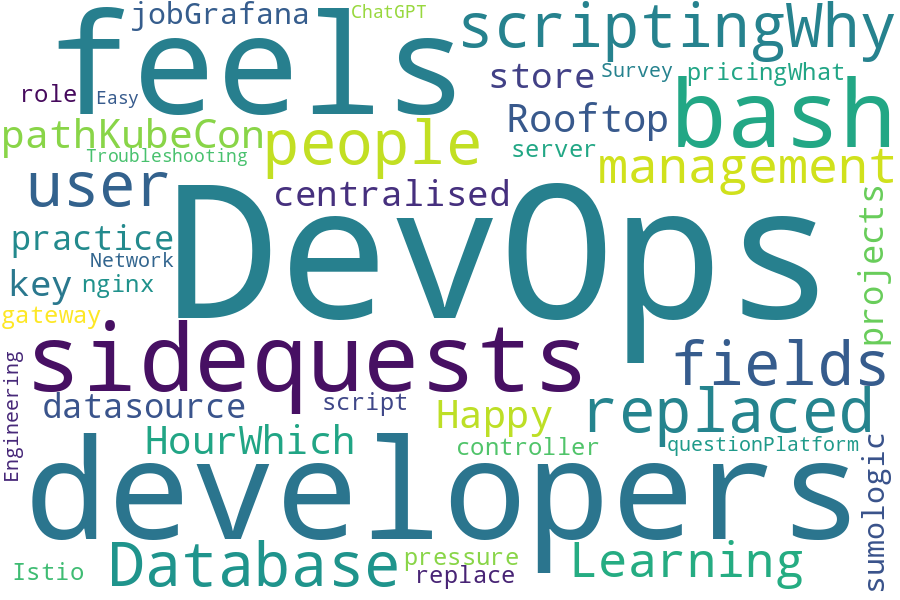 jobGrafana
ChatGPT
feels
scriptingWhy
role
Easy
store
Survey
pricingWhat
Rooftop
bash
pathKubeCon
people
Troubleshooting
server
management
user
centralised
DevOps
projects
practice
Network
key
nginx
gateway
sidequests
fields
Engineering
datasource
script
Happy
replaced
HourWhich
controller
questionPlatform
sumologic
developers
Database
pressure
Learning
Istio
replace